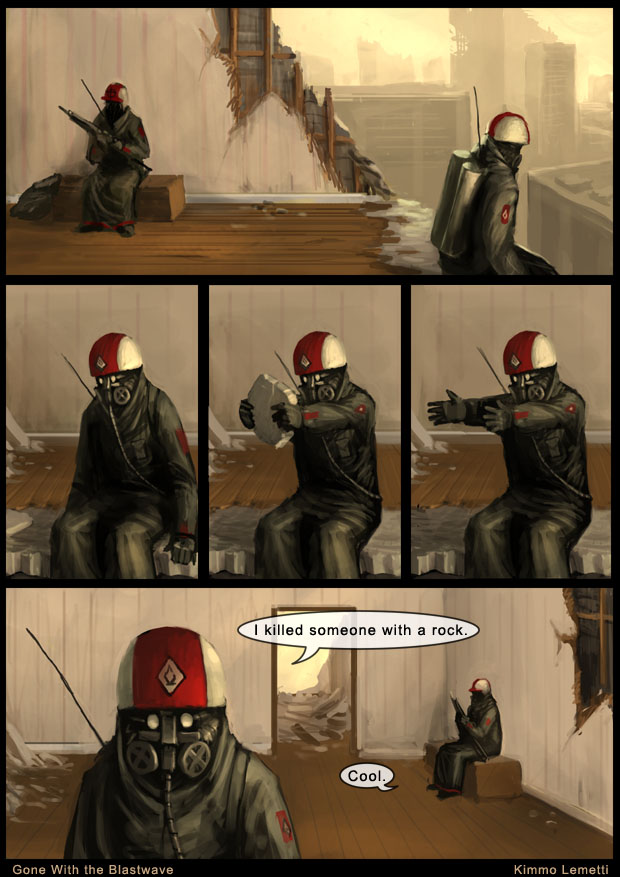 I killed someone with a rock.
Cool.
Gone With the Blastwave
Kimmo Lemetti